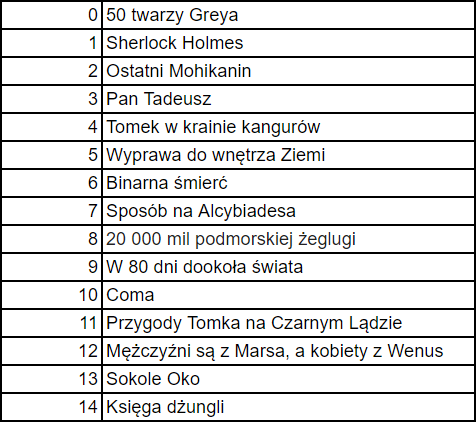 0 50 twarzy Greya
1 Sherlock Holmes
2 Ostatni Mohikanin
3 Pan Tadeusz
4 Tomek w krainie kangurów
5 Wyprawa do wnętrza Ziemi
6 Binarna śmierć
7 Sposób na Alcybiadesa
8 20 000 mil podmorskiej żeglugi
9 W 80 dni dookoła świata
10 Coma
11 Przygody Tomka na Czarnym Lądzie
12 Mężczyźni są z Marsa, a kobiety z Wenus
13 Sokole Oko
14 Księga dżungli